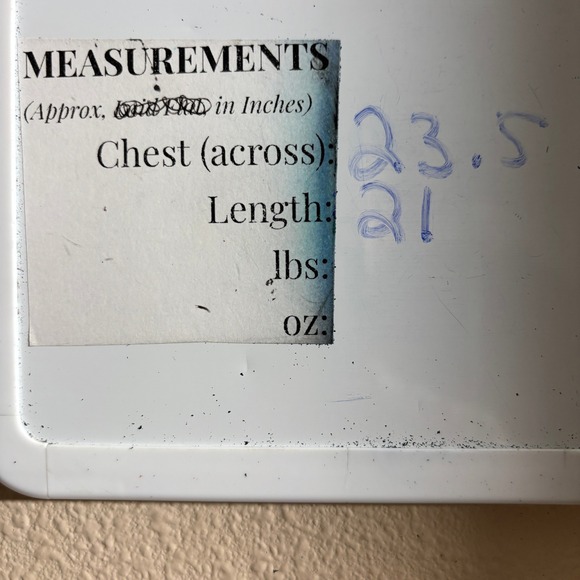 MEASUREMENTS
(Approx, in Inches)
Chest (across): 23.5
Length: 21
lbs:
oz: